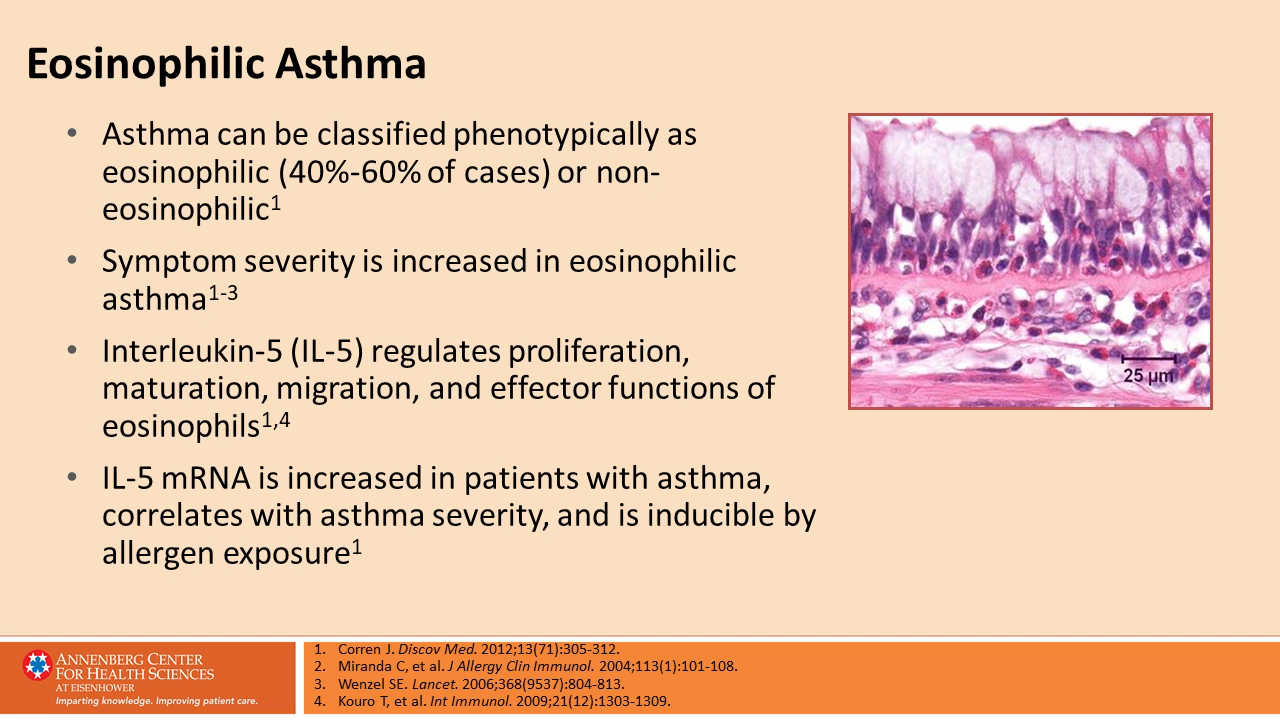 Eosinophilic Asthma
• Asthma can be classified phenotypically as
eosinophilic (40%-60% of cases) or non-
eosinophilic1
• Symptom severity is increased in eosinophilic
asthma1-3
• Interleukin-5 (IL-5) regulates proliferation,
maturation, migration, and effector functions of
eosinophils1,4
• IL-5 mRNA is increased in patients with asthma,
correlates with asthma severity, and is inducible by
allergen exposure1
25 µm
ANNENBERG CENTER
FOR HEALTH SCIENCES
AT EISENHOWER
Imparting knowledge. Improving patient care.
1. Corren J. Discov Med. 2012;13(71):305-312.
2. Miranda C, et al. J Allergy Clin Immunol. 2004;113(1):101-108.
3. Wenzel SE. Lancet. 2006;368(9537):804-813.
4. Kouro T, et al. Int Immunol. 2009;21(12):1303-1309.